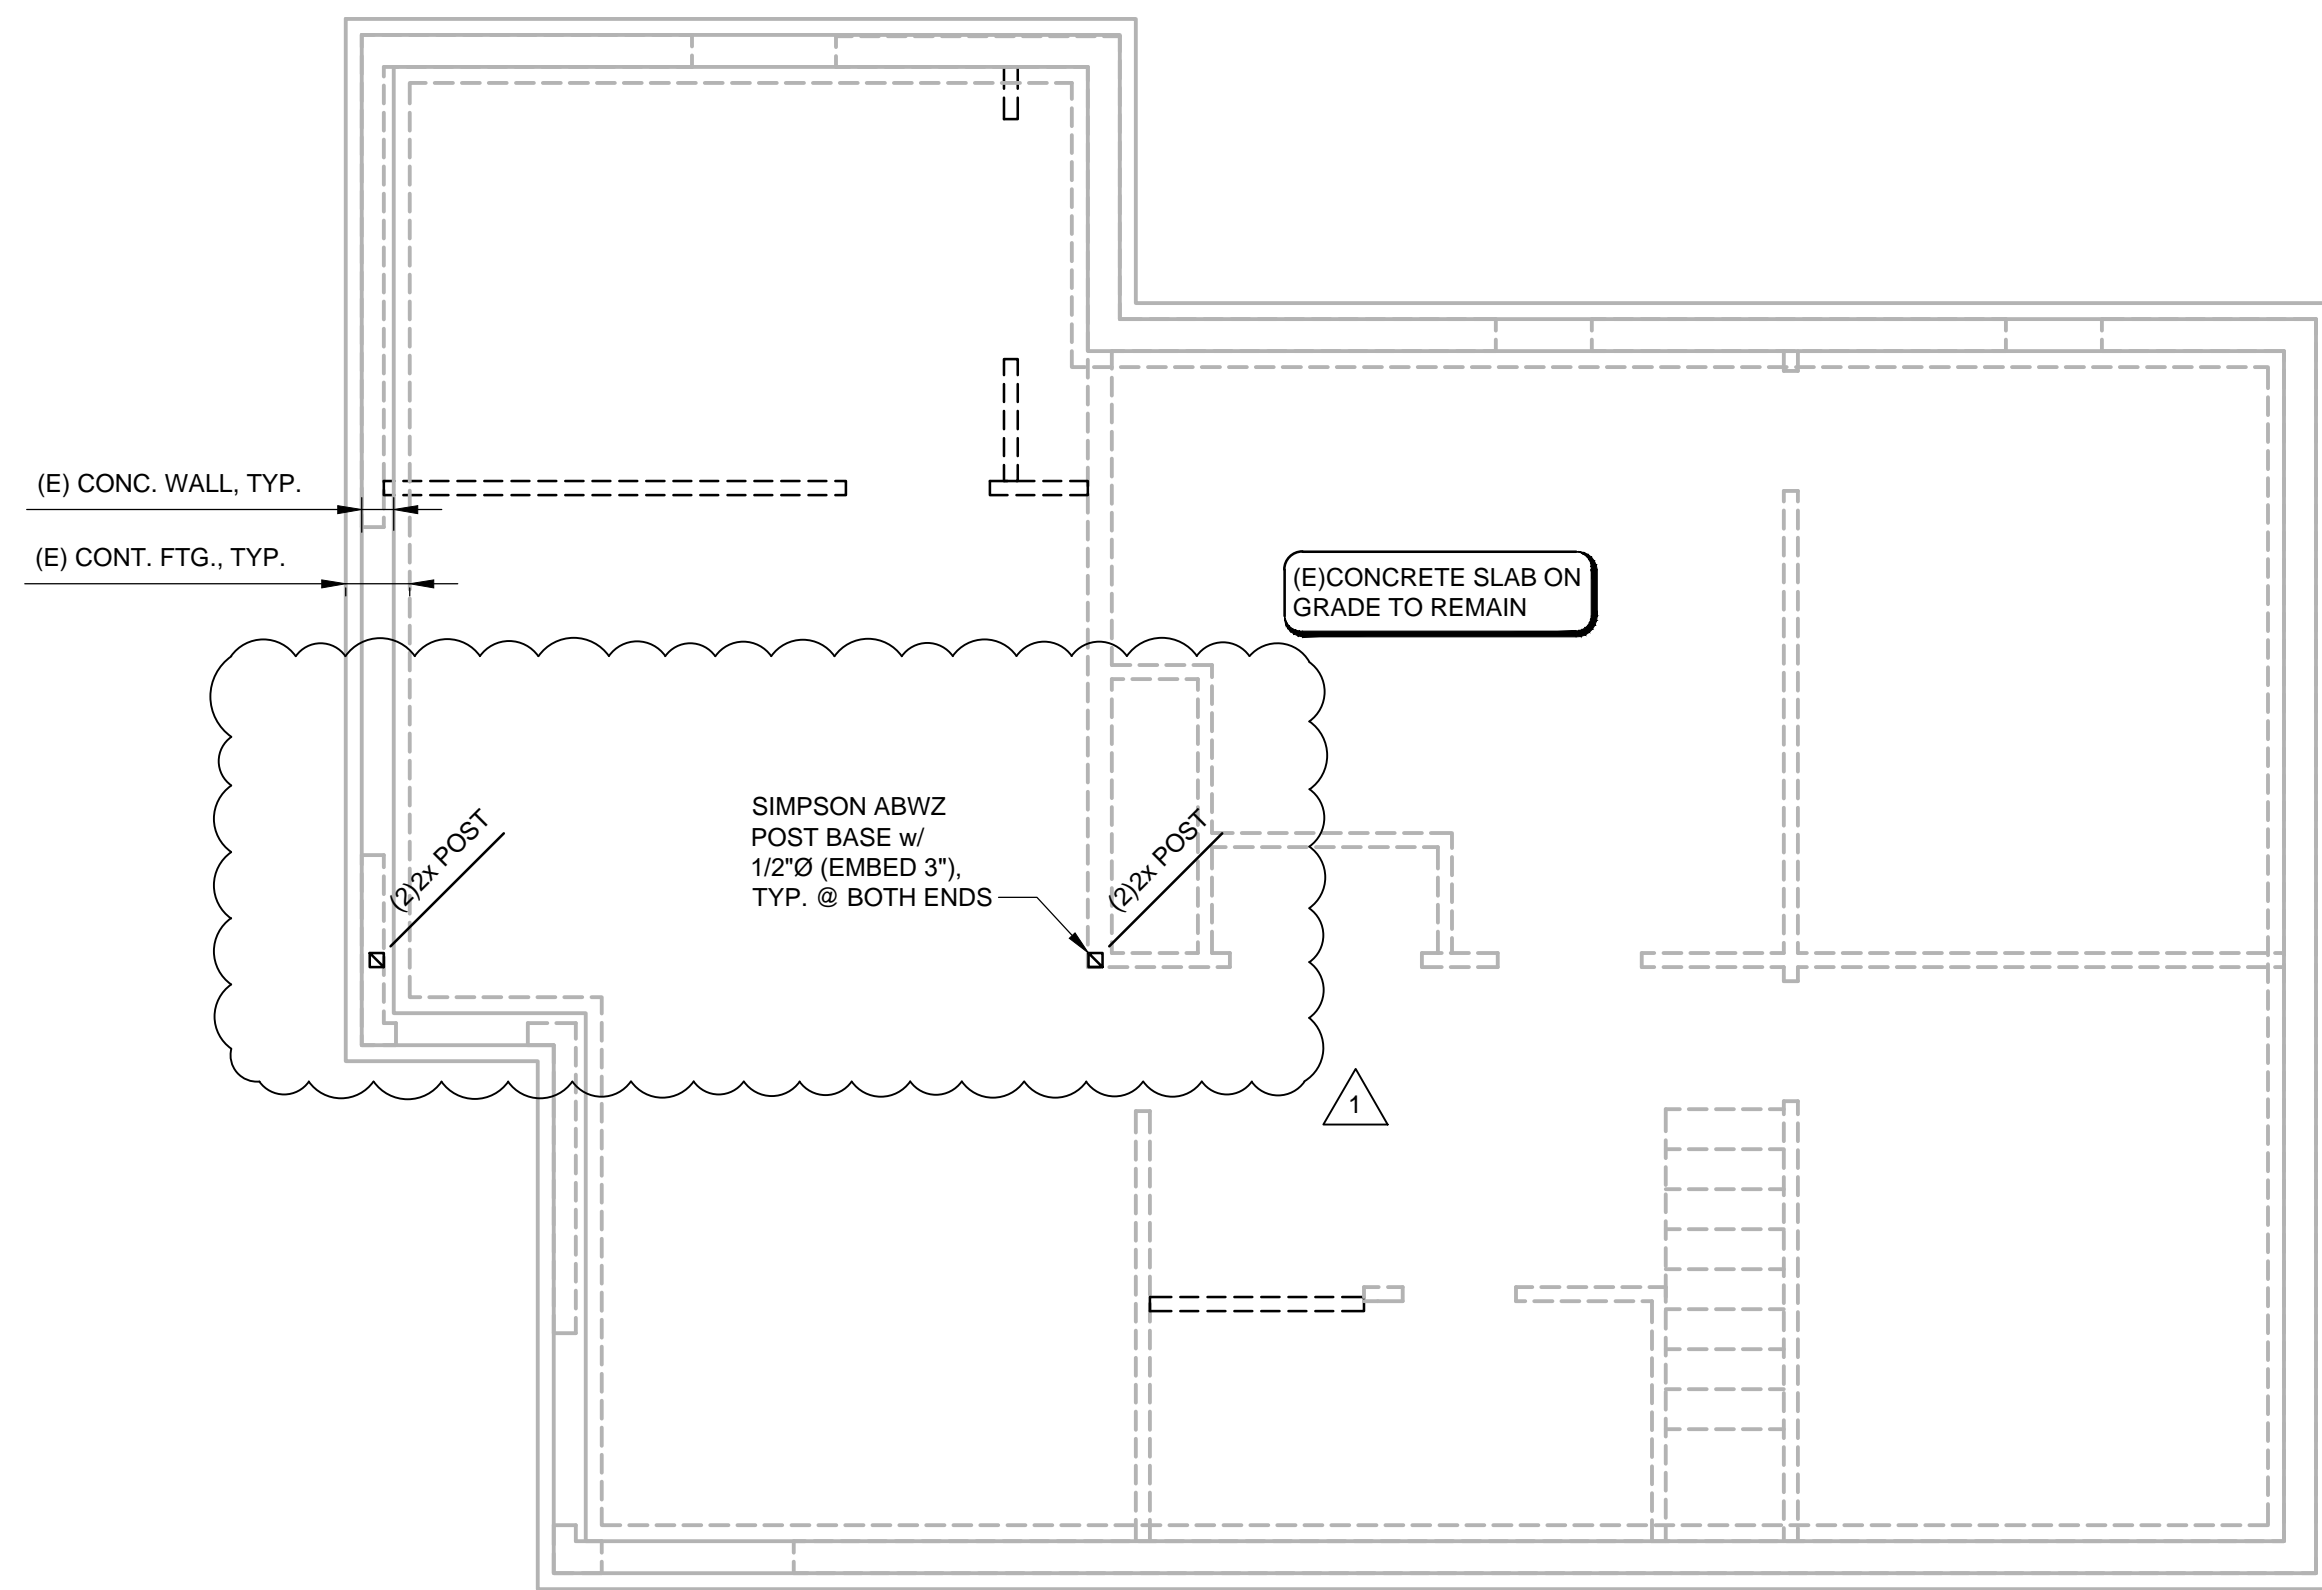 (E) CONC. WALL, TYP.
(E) CONT. FTG., TYP.
(E)CONCRETE SLAB ON
GRADE TO REMAIN
(2)2x POST
SIMPSON ABWZ
POST BASE w/
1/2"Ø (EMBED 3"),
TYP. @ BOTH ENDS
(2)2x POST
1